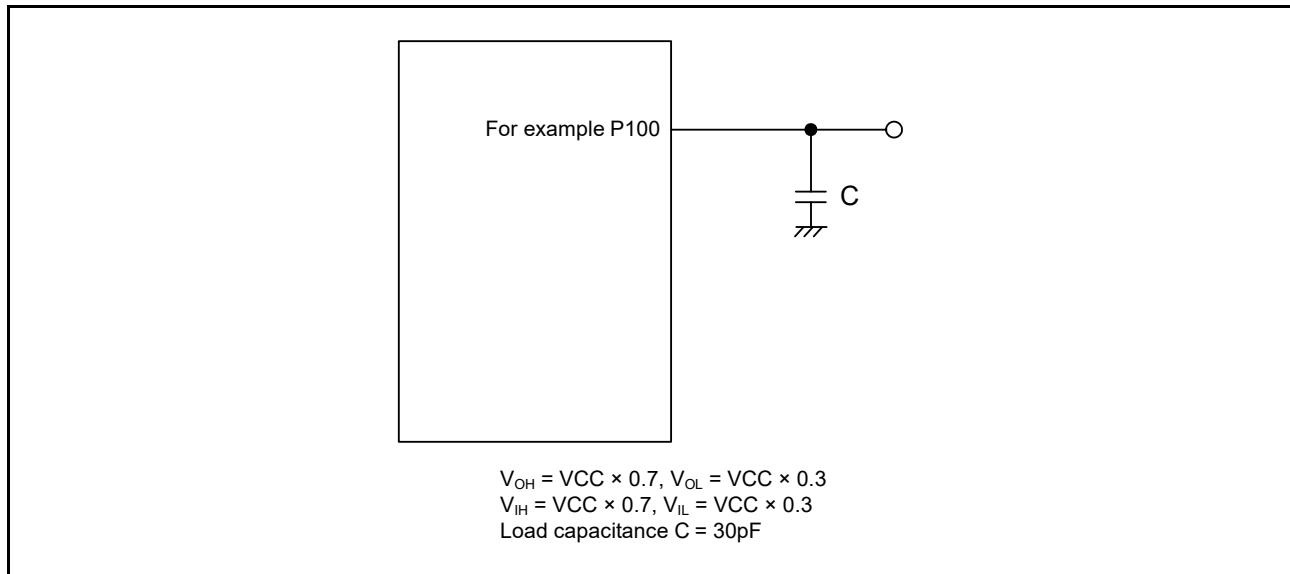 For example P100
C
V_OH = VCC × 0.7, V_OL = VCC × 0.3
V_IH = VCC × 0.7, V_IL = VCC × 0.3
Load capacitance C = 30pF